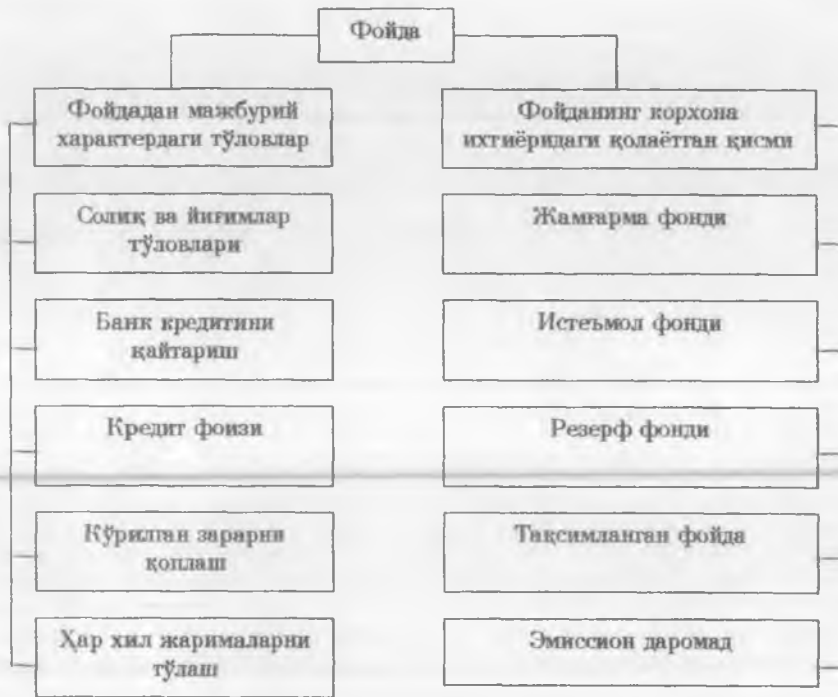 Фойда
Фойдадан мажбурий
характердаги тўловлар
Фойданинг корхона
ихтиёридаги қолаётган қисми
Солиқ ва йиғимлар
тўловлари
Жамғарма фонди
Банк кредитини
қайтариш
Истеъмол фонди
Кредит фоизи
Резерф фонди
Кўрилган зарарни
қоплаш
Тақсимланган фойда
Ҳар хил жарималарни
тўлаш
Эмиссион даромад